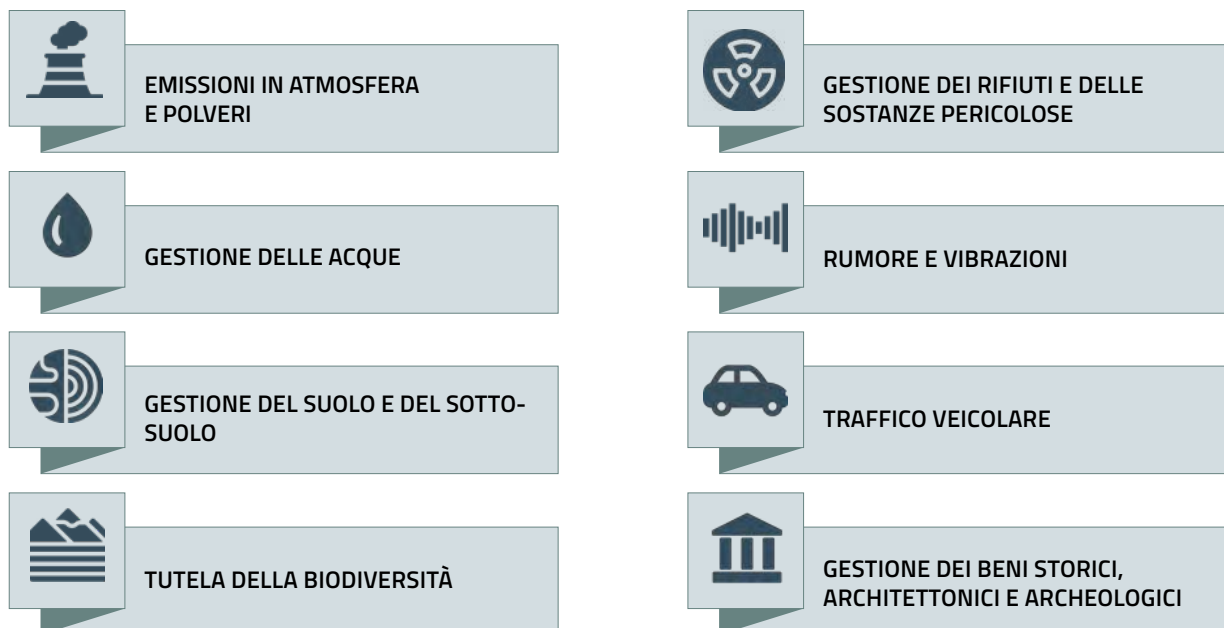 EMISSIONI IN ATMOSFERA
E POLVERI
GESTIONE DELLE ACQUE
GESTIONE DEL SUOLO E DEL SOTTO-
SUOLO
TUTELA DELLA BIODIVERSITÀ
GESTIONE DEI RIFIUTI E DELLE
SOSTANZE PERICOLOSE
RUMORE E VIBRAZIONI
TRAFFICO VEICOLARE
GESTIONE DEI BENI STORICI,
ARCHITETTONICI E ARCHEOLOGICI